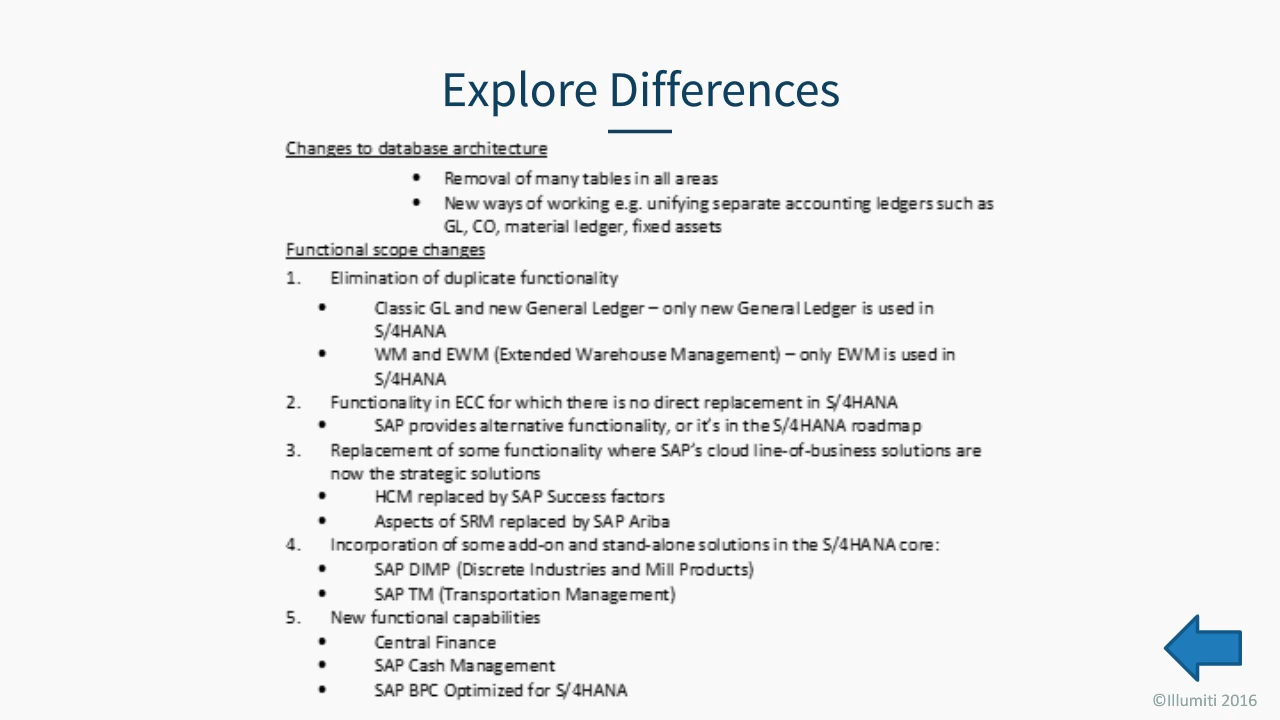 Explore Differences
Changes to database architecture
• Removal of many tables in all areas
• New ways of working e.g. unifying separate accounting ledgers such as
GL, CO, material ledger, fixed assets
Functional scope changes
1. Elimination of duplicate functionality
• Classic GL and new General Ledger – only new General Ledger is used in
S/4HANA
• WM and EWM (Extended Warehouse Management) – only EWM is used in
S/4HANA
2. Functionality in ECC for which there is no direct replacement in S/4HANA
• SAP provides alternative functionality, or it's in the S/4HANA roadmap
3. Replacement of some functionality where SAP's cloud line-of-business solutions are
now the strategic solutions
• HCM replaced by SAP Success factors
• Aspects of SRM replaced by SAP Ariba
4. Incorporation of some add-on and stand-alone solutions in the S/4HANA core:
• SAP DIMP (Discrete Industries and Mill Products)
• SAP TM (Transportation Management)
5. New functional capabilities
• Central Finance
• SAP Cash Management
• SAP BPC Optimized for S/4HANA
©Illumiti 2016